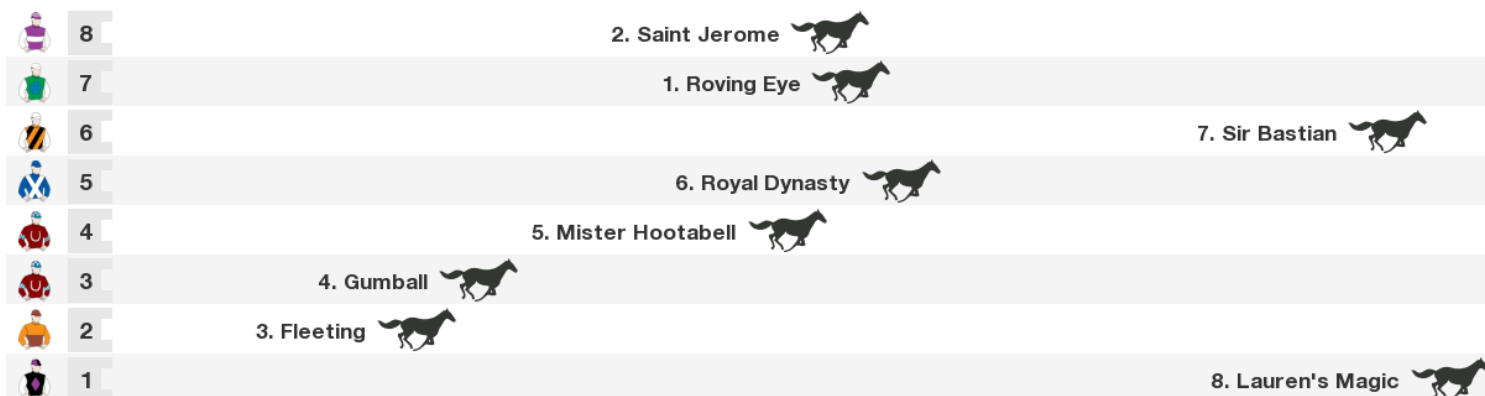 8 2. Saint Jerome
7 1. Roving Eye
6 7. Sir Bastian
5 6. Royal Dynasty
4 5. Mister Hootabell
3 4. Gumball
2 3. Fleeting
1 8. Lauren's Magic